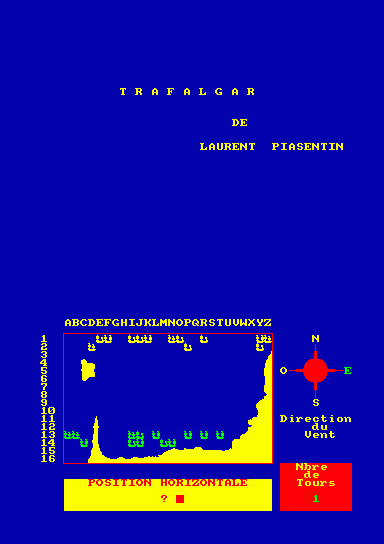 T R A F A L G A R
DE
LAURENT PIASENTIN
ABCDEFGHIJKLMNOPQRSTUVWXYZ
1
2
3
4
5
6
7
8
9
10
11
12
13
14
15
16
N
O E
S
Direction
du
Vent
POSITION HORIZONTALE
?
Nbre
de
Tours
1